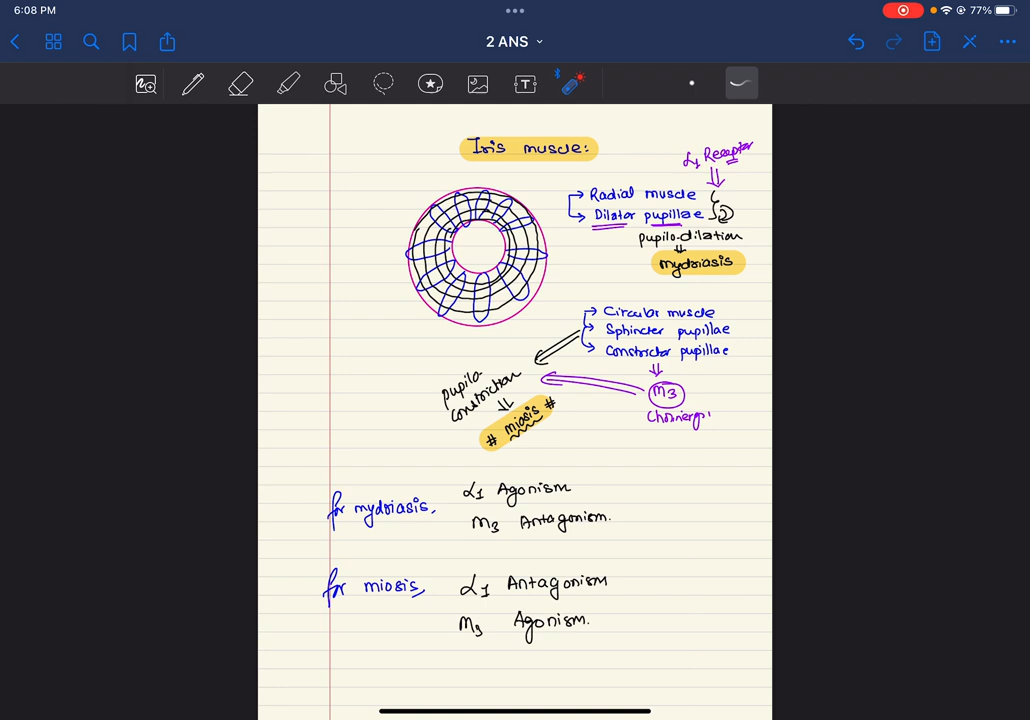 6:08 PM
77%
2 ANS
Iris muscle:
α1 Receptor
Radial muscle
Dilator pupillae
pupilo-dilation
mydriasis
Circular muscle
Sphincter pupillae
Constrictor pupillae
M3
Cholinergi
pupilo-
constriction
# miosis #
for mydriasis, α1 Agonism
M3 Antagonism.
for miosis, α1 Antagonism
M3 Agonism.